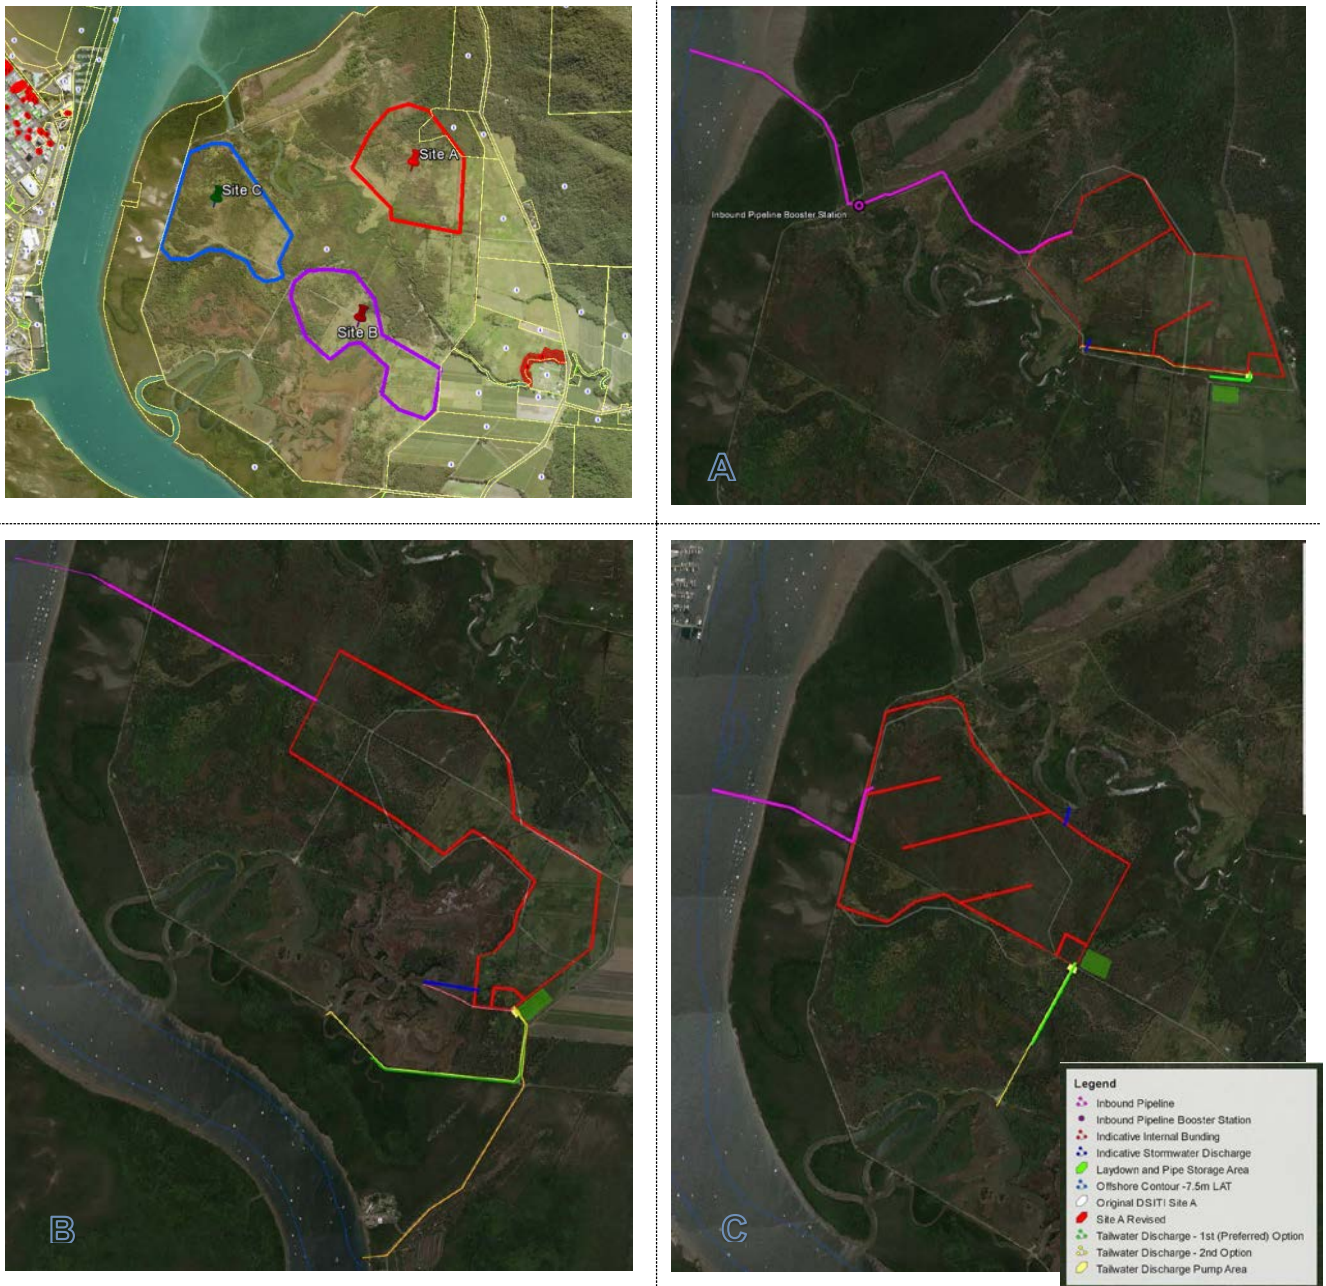 Site A
Site C
Site B
Inbound Pipeline Booster Station
A
B
C
Legend
Inbound Pipeline
Inbound Pipeline Booster Station
Indicative Internal Bunding
Indicative Stormwater Discharge
Laydown and Pipe Storage Area
Offshore Contour -7.5m LAT
Original DSITI Site A
Site A Revised
Tailwater Discharge - 1st (Preferred) Option
Tailwater Discharge - 2nd Option
Tailwater Discharge Pump Area